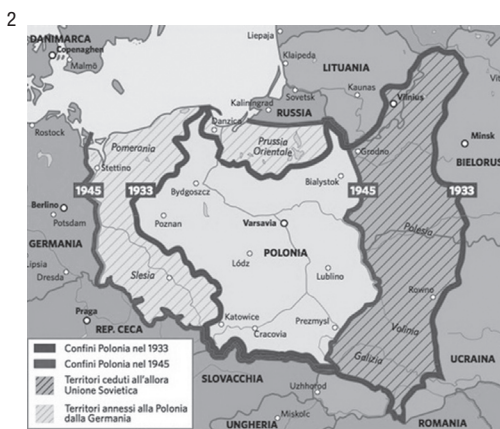 2
DANIMARCA
Copenaghen
Malmö
Liepaja
Klaipeda
LITUANIA
Kaunas
Vilnius
Sovetsk
Kaliningrad
RUSSIA
Danzica
Rostock
Pomerania
Prussia
Orientale
Grodno
Minsk
BIELORUS
Stettino
1945
1933
Bydgoszcz
Bialystok
1945
1933
Berlino
Potsdam
Poznan
Varsavia
Polesia
GERMANIA
Lódz
POLONIA
Lipsia
Dresda
Slesia
Lublino
Rowno
Praga
REP. CECA
Katowice
Cracovia
Prezmysl
Volinia
Galizia
UCRAINA
Confini Polonia nel 1933
Confini Polonia nel 1945
Territori ceduti all'allora
Unione Sovietica
Territori annessi alla Polonia
dalla Germania
SLOVACCHIA
Uzhhorod
Miskolc
UNGHERIA
ROMANIA